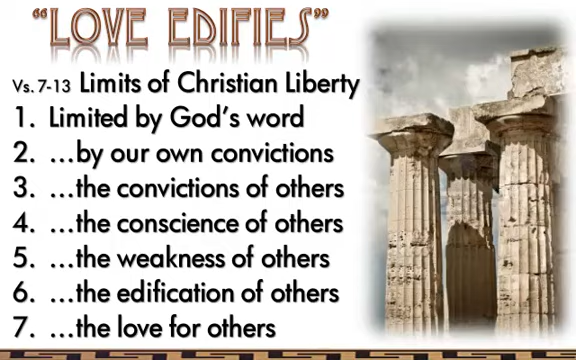 “LOVE EDIFIES”
Vs. 7-13 Limits of Christian Liberty
1. Limited by God’s word
2. …by our own convictions
3. …the convictions of others
4. …the conscience of others
5. …the weakness of others
6. …the edification of others
7. …the love for others